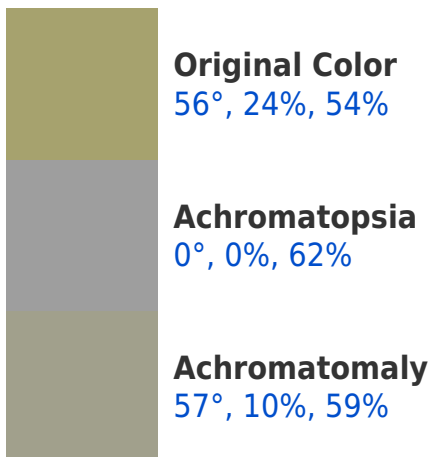 Original Color
56°, 24%, 54%
Achromatopsia
0°, 0%, 62%
Achromatomaly
57°, 10%, 59%